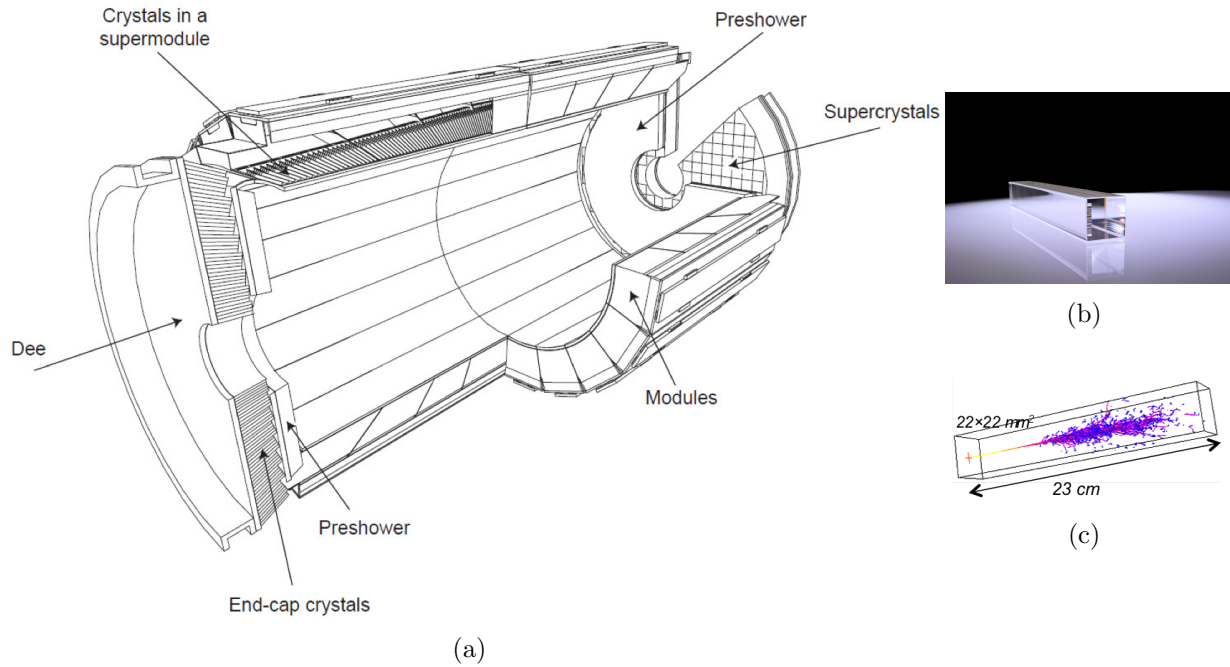 Crystals in a
supermodule
Preshower
Supercrystals
Dee
Modules
Preshower
End-cap crystals
(a)
(b)
22×22 mm²
23 cm
(c)